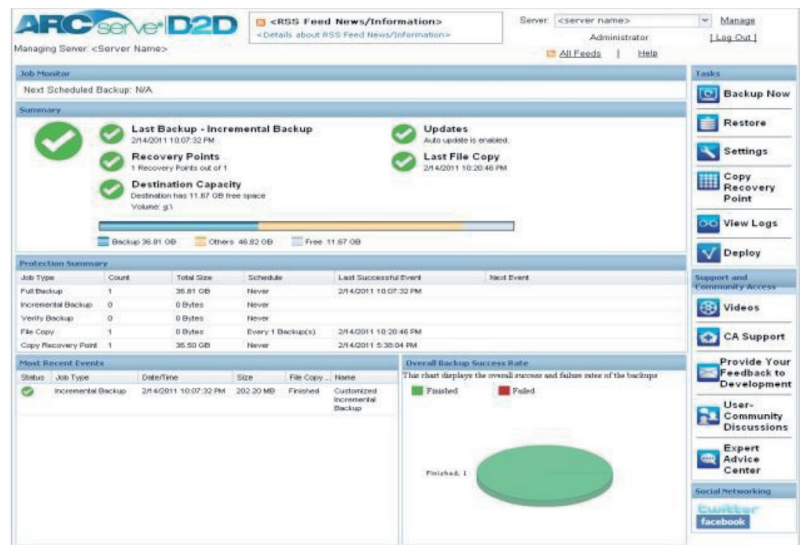 ARCserve® D2D
<RSS Feed News/Information>
<Details about RSS Feed News/Information>
Server: <server name> Manage
Administrator [ Log Out ]
Managing Server: <Server Name>
All Feeds | Help
Job Monitor
Next Scheduled Backup: N/A
Summary
Last Backup - Incremental Backup
2/14/2011 10:07:32 PM
Recovery Points
1 Recovery Points out of 1
Destination Capacity
Destination has 11.67 GB free space
Volume: g:\
Updates
Auto update is enabled.
Last File Copy
2/14/2011 10:20:46 PM
Backup 36.81 GB Others 46.82 GB Free 11.67 GB
Protection Summary
Job Type Count Total Size Schedule Last Successful Event Next Event
Full Backup 1 36.81 GB Never 2/14/2011 10:07:32 PM
Incremental Backup 0 0 Bytes Never
Verify Backup 0 0 Bytes Never
File Copy 1 0 Bytes Every 1 Backup(s) 2/14/2011 10:20:46 PM
Copy Recovery Point 1 36.50 GB Never 2/14/2011 5:38:04 PM
Most Recent Events
Status Job Type Date/Time Size File Copy... Name
Incremental Backup 2/14/2011 10:07:32 PM 202.20 MB Finished Customized
Incremental
Backup
Overall Backup Success Rate
This chart displays the overall success and failure rates of the backups
Finished Failed
Finished, 1
Tasks
Backup Now
Restore
Settings
Copy
Recovery
Point
View Logs
Deploy
Support and
Community Access
Videos
CA Support
Provide Your
Feedback to
Development
User-
Community
Discussions
Expert
Advice
Center
Social Networking
twitter
facebook